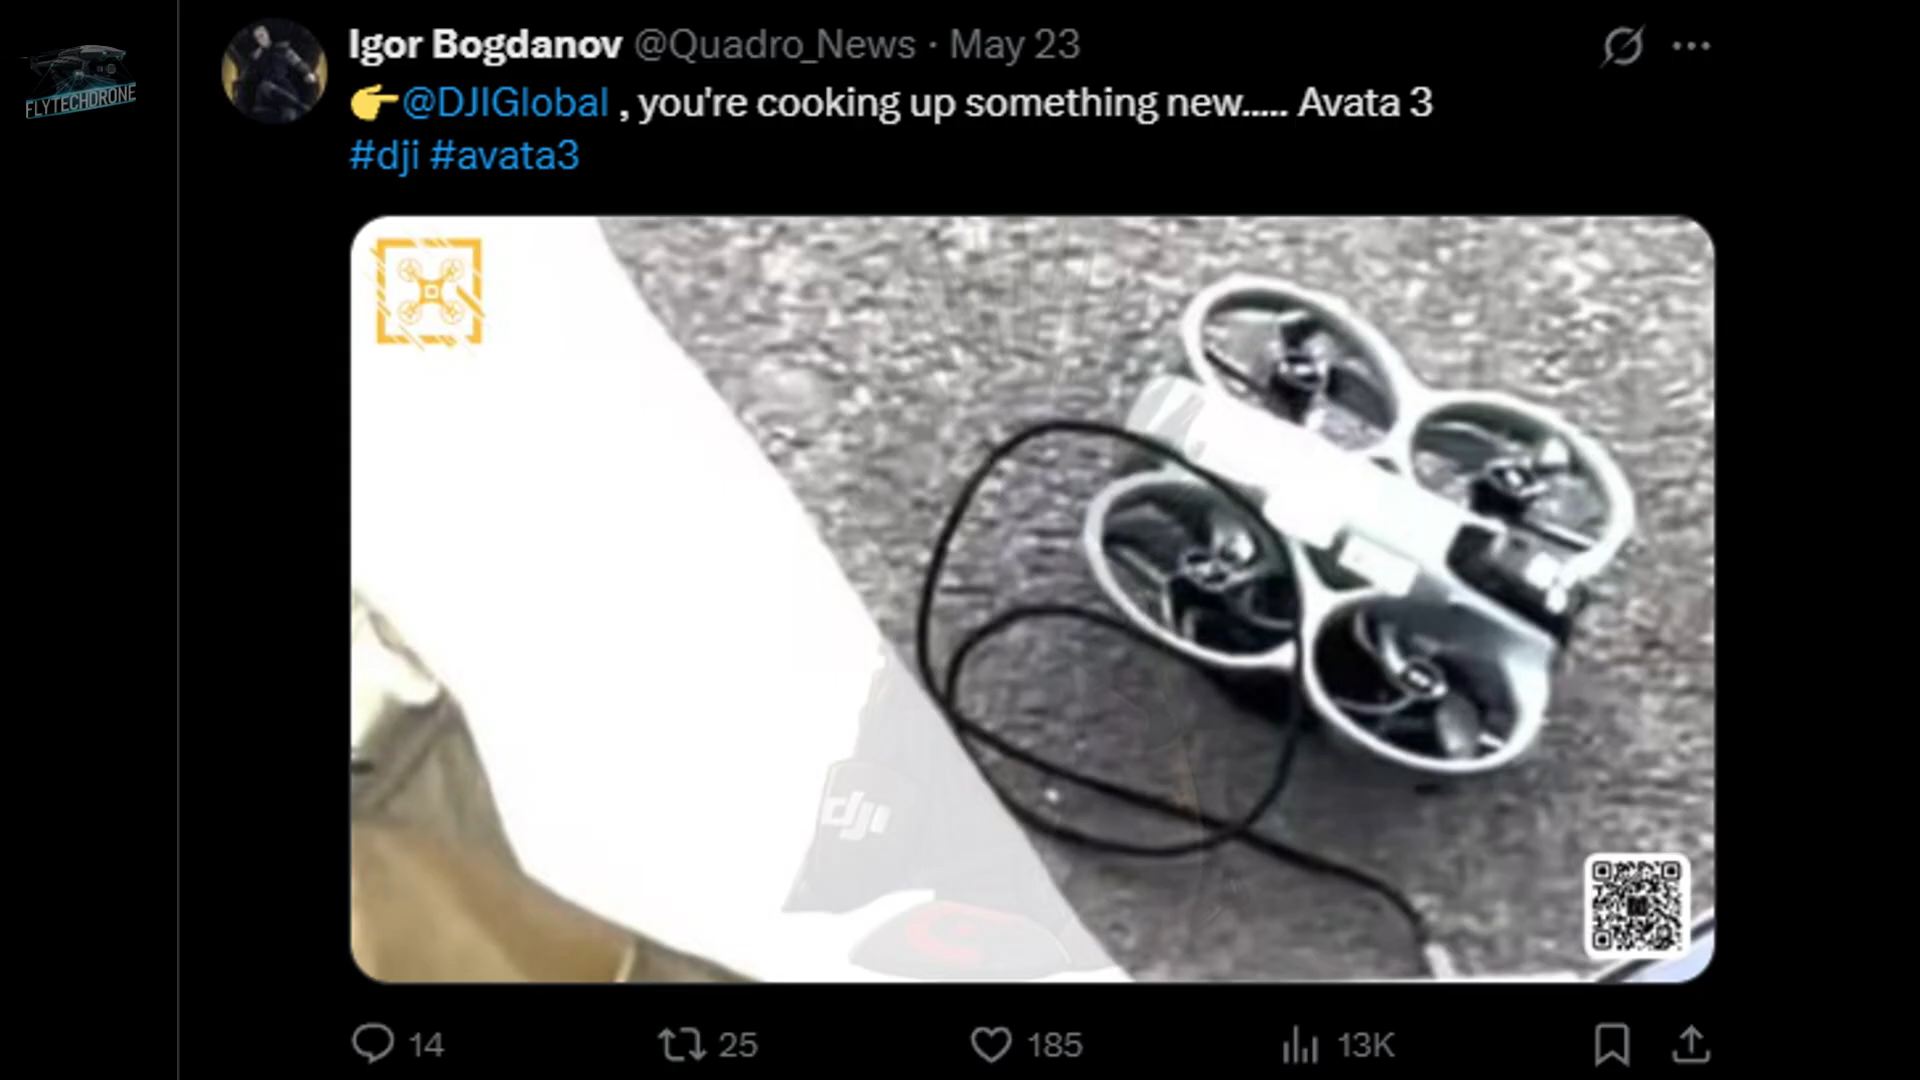 FLYTECHDRONE
Igor Bogdanov @Quadro_News · May 23
👉@DJIGlobal , you're cooking up something new..... Avata 3
#dji #avata3
dji
14 25 185 13K